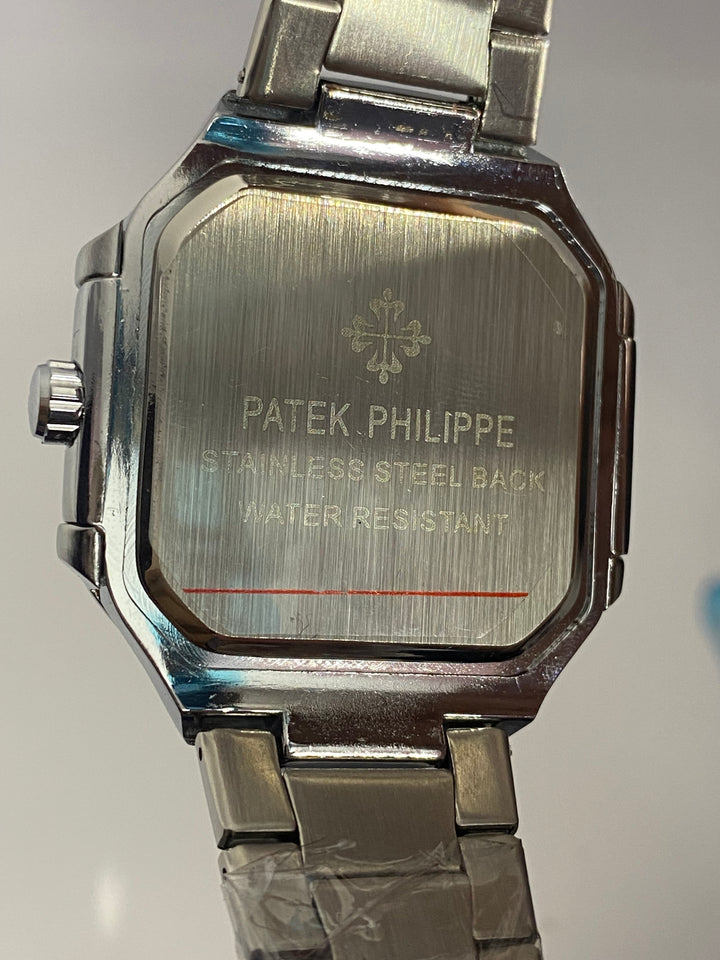 PATEK PHILIPPE
STAINLESS STEEL BACK
WATER RESISTANT